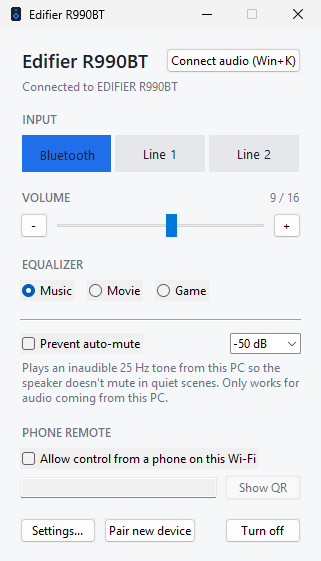 Edifier R990BT
Edifier R990BT
Connect audio (Win+K)
Connected to EDIFIER R990BT
INPUT
Bluetooth
Line 1
Line 2
VOLUME
9 / 16
-
+
EQUALIZER
Music
Movie
Game
Prevent auto-mute
-50 dB
Plays an inaudible 25 Hz tone from this PC so the
speaker doesn't mute in quiet scenes. Only works for
audio coming from this PC.
PHONE REMOTE
Allow control from a phone on this Wi-Fi
Show QR
Settings...
Pair new device
Turn off